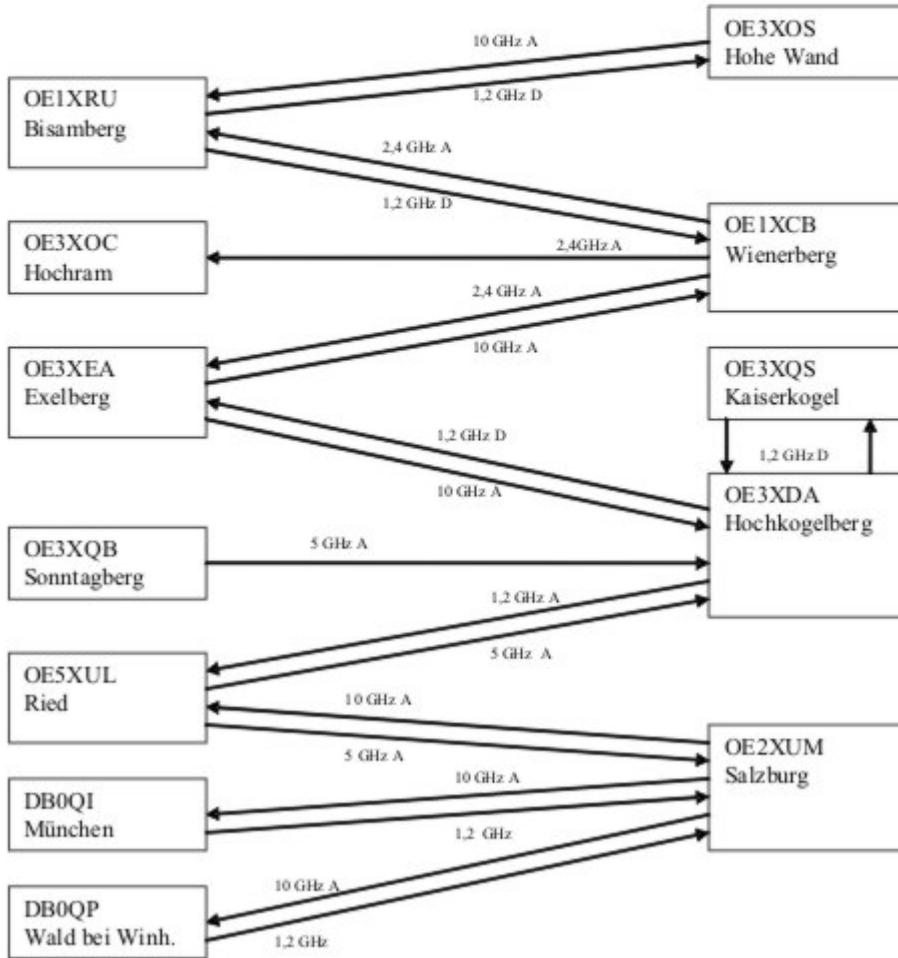 10 GHz A
OE3XOS
Hohe Wand
OE1XRU
Bisamberg
1,2 GHz D
2,4 GHz A
1,2 GHz D
OE1XCB
Wienerberg
OE3XOC
Hochram
2,4GHz A
2,4 GHz A
10 GHz A
OE3XEA
Exelberg
OE3XQS
Kaiserkogel
1,2 GHz D
1,2 GHz D
10 GHz A
OE3XDA
Hochkogelberg
OE3XQB
Sonntagberg
5 GHz A
1,2 GHz A
5 GHz A
OE5XUL
Ried
10 GHz A
5 GHz A
OE2XUM
Salzburg
DB0QI
München
10 GHz A
1,2 GHz
DB0QP
Wald bei Winh.
10 GHz A
1,2 GHz